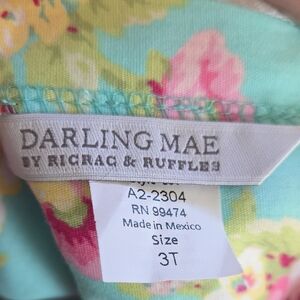 DARLING MAE
BY RICRAC & RUFFLES
A2-2304
RN 99474
Made in Mexico
Size
3T